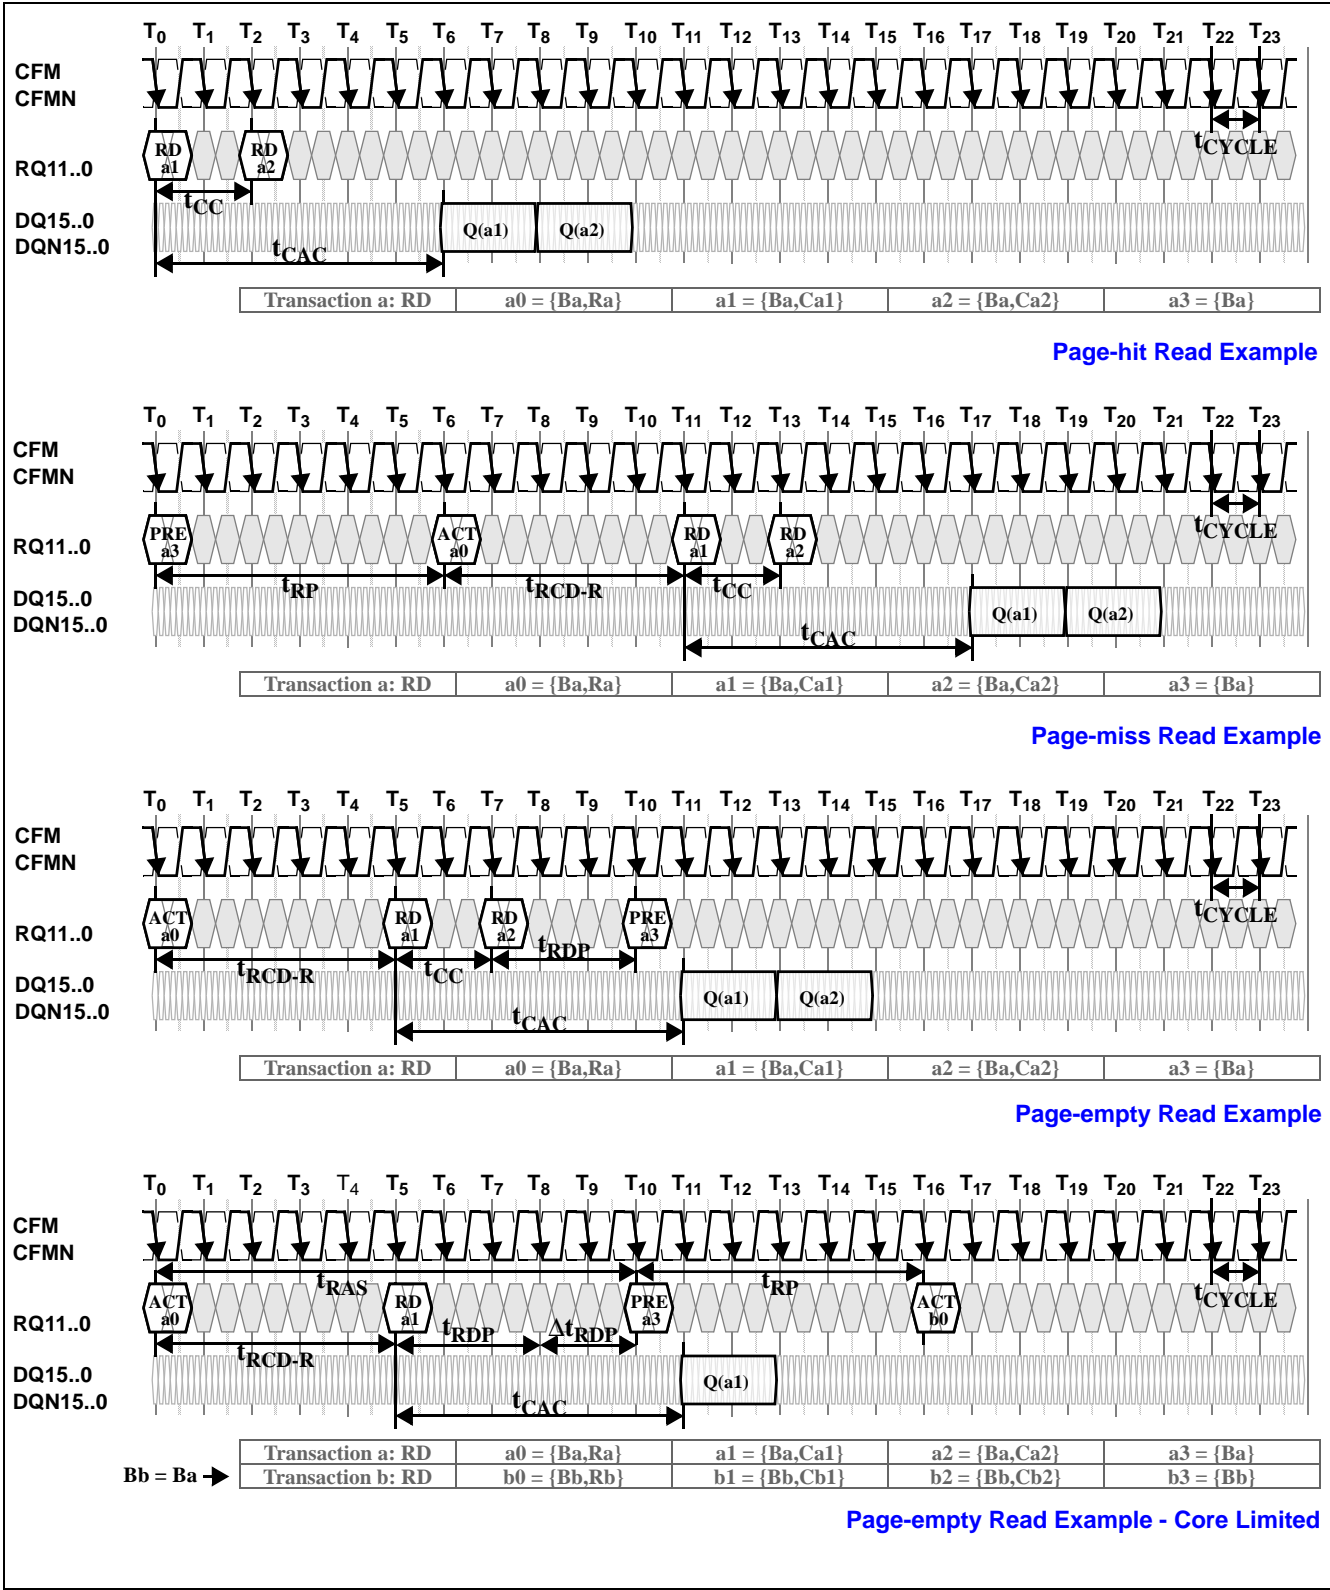 T0 T1 T2 T3 T4 T5 T6 T7 T8 T9 T10 T11 T12 T13 T14 T15 T16 T17 T18 T19 T20 T21 T22 T23
CFM
CFMN
tCYCLE
RD a1 RD a2
RQ11..0
tCC
DQ15..0
DQN15..0
Q(a1) Q(a2)
tCAC
Transaction a: RD a0 = {Ba,Ra} a1 = {Ba,Ca1} a2 = {Ba,Ca2} a3 = {Ba}
Page-hit Read Example
T0 T1 T2 T3 T4 T5 T6 T7 T8 T9 T10 T11 T12 T13 T14 T15 T16 T17 T18 T19 T20 T21 T22 T23
CFM
CFMN
tCYCLE
PRE a3 ACT a0 RD a1 RD a2
RQ11..0
tRP tRCD-R tCC
DQ15..0
DQN15..0
Q(a1) Q(a2)
tCAC
Transaction a: RD a0 = {Ba,Ra} a1 = {Ba,Ca1} a2 = {Ba,Ca2} a3 = {Ba}
Page-miss Read Example
T0 T1 T2 T3 T4 T5 T6 T7 T8 T9 T10 T11 T12 T13 T14 T15 T16 T17 T18 T19 T20 T21 T22 T23
CFM
CFMN
tCYCLE
ACT a0 RD a1 RD a2 PRE a3
RQ11..0
tRDP
tRCD-R tCC
DQ15..0
DQN15..0
Q(a1) Q(a2)
tCAC
Transaction a: RD a0 = {Ba,Ra} a1 = {Ba,Ca1} a2 = {Ba,Ca2} a3 = {Ba}
Page-empty Read Example
T0 T1 T2 T3 T4 T5 T6 T7 T8 T9 T10 T11 T12 T13 T14 T15 T16 T17 T18 T19 T20 T21 T22 T23
CFM
CFMN
tRAS tRP tCYCLE
ACT a0 RD a1 PRE a3 ACT b0
RQ11..0
tRDP ΔtRDP
tRCD-R
DQ15..0
DQN15..0
Q(a1)
tCAC
Transaction a: RD a0 = {Ba,Ra} a1 = {Ba,Ca1} a2 = {Ba,Ca2} a3 = {Ba}
Bb = Ba Transaction b: RD b0 = {Bb,Rb} b1 = {Bb,Cb1} b2 = {Bb,Cb2} b3 = {Bb}
Page-empty Read Example - Core Limited